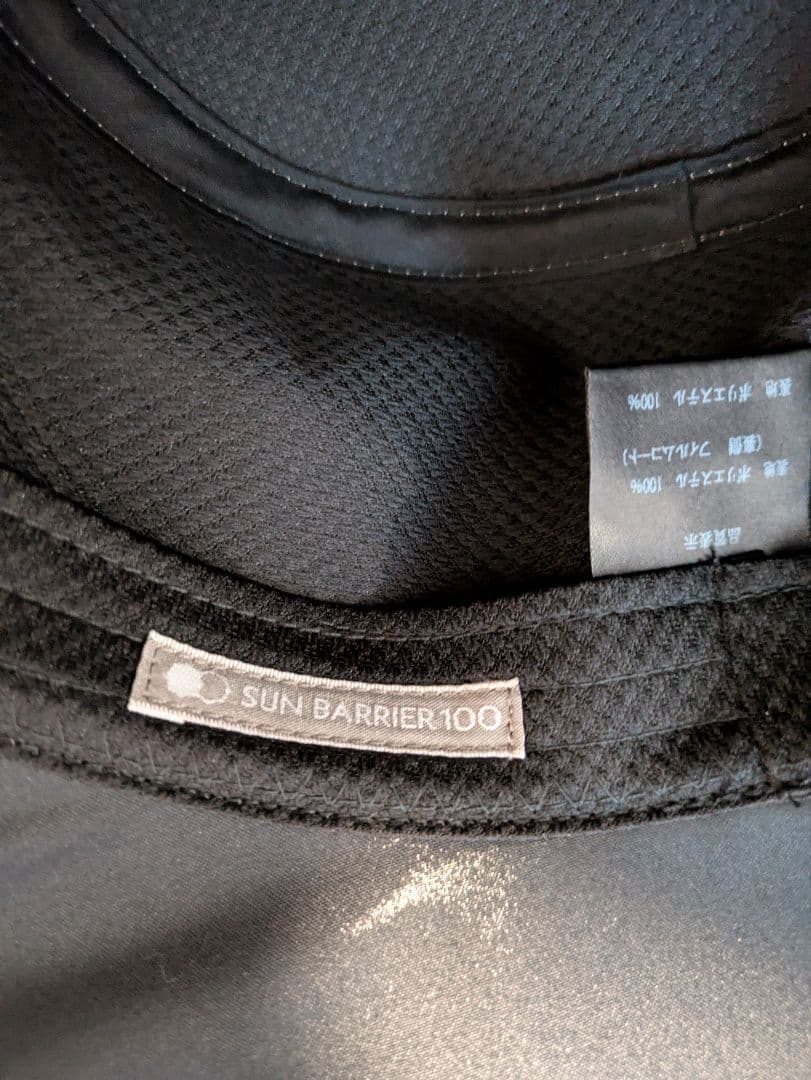 SUN BARRIER 100
品質表示
表地 ポリエステル 100%
(裏側 フィルムコート)
裏地 ポリエステル 100%